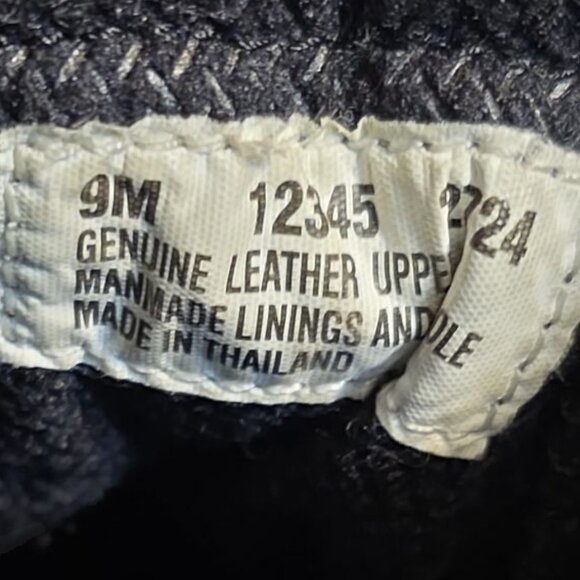 9M 12345 2724
GENUINE LEATHER UPPE
MANMADE LININGS AND OLE
MADE IN THAILAND